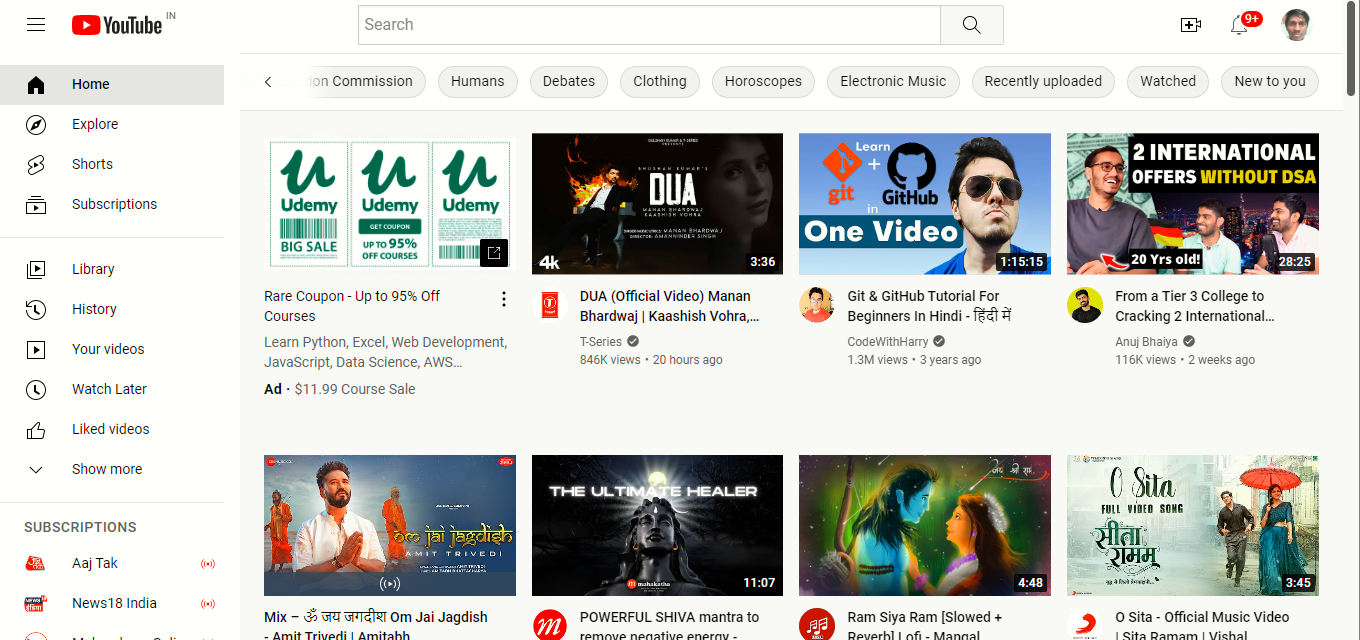 YouTube IN
Search
9+
Home
Explore
Shorts
Subscriptions
Library
History
Your videos
Watch Later
Liked videos
Show more
SUBSCRIPTIONS
Aaj Tak
News18 India
on Commission
Humans
Debates
Clothing
Horoscopes
Electronic Music
Recently uploaded
Watched
New to you
Udemy
BIG SALE
Udemy
GET COUPON
UP TO 95%
OFF COURSES
Udemy
Rare Coupon - Up to 95% Off
Courses
Learn Python, Excel, Web Development,
JavaScript, Data Science, AWS…
Ad · $11.99 Course Sale
BHUSHAN KUMAR'S
DUA
MANAN BHARDWAJ
KAASHISH VOHRA
4k
3:36
DUA (Official Video) Manan
Bhardwaj | Kaashish Vohra,…
T-Series
846K views • 20 hours ago
Learn
+
git
GitHub
in
One Video
1:15:15
Git & GitHub Tutorial For
Beginners In Hindi - हिंदी में
CodeWithHarry
1.3M views • 3 years ago
2 INTERNATIONAL
OFFERS WITHOUT DSA
20 Yrs old!
28:25
From a Tier 3 College to
Cracking 2 International…
Anuj Bhaiya
116K views • 2 weeks ago
om jai jagdish
AMIT TRIVEDI
Mix – ॐ जय जगदीश Om Jai Jagdish
- Amit Trivedi | Amitabb
THE ULTIMATE HEALER
mahakatha
11:07
POWERFUL SHIVA mantra to
remove negative energy -
जय श्री राम
4:48
Ram Siya Ram [Slowed +
Reverb] Lofi - Mangal
O Sita
FULL VIDEO SONG
सीता
रामम
3:45
O Sita - Official Music Video
| Sita Ramam | Vishal